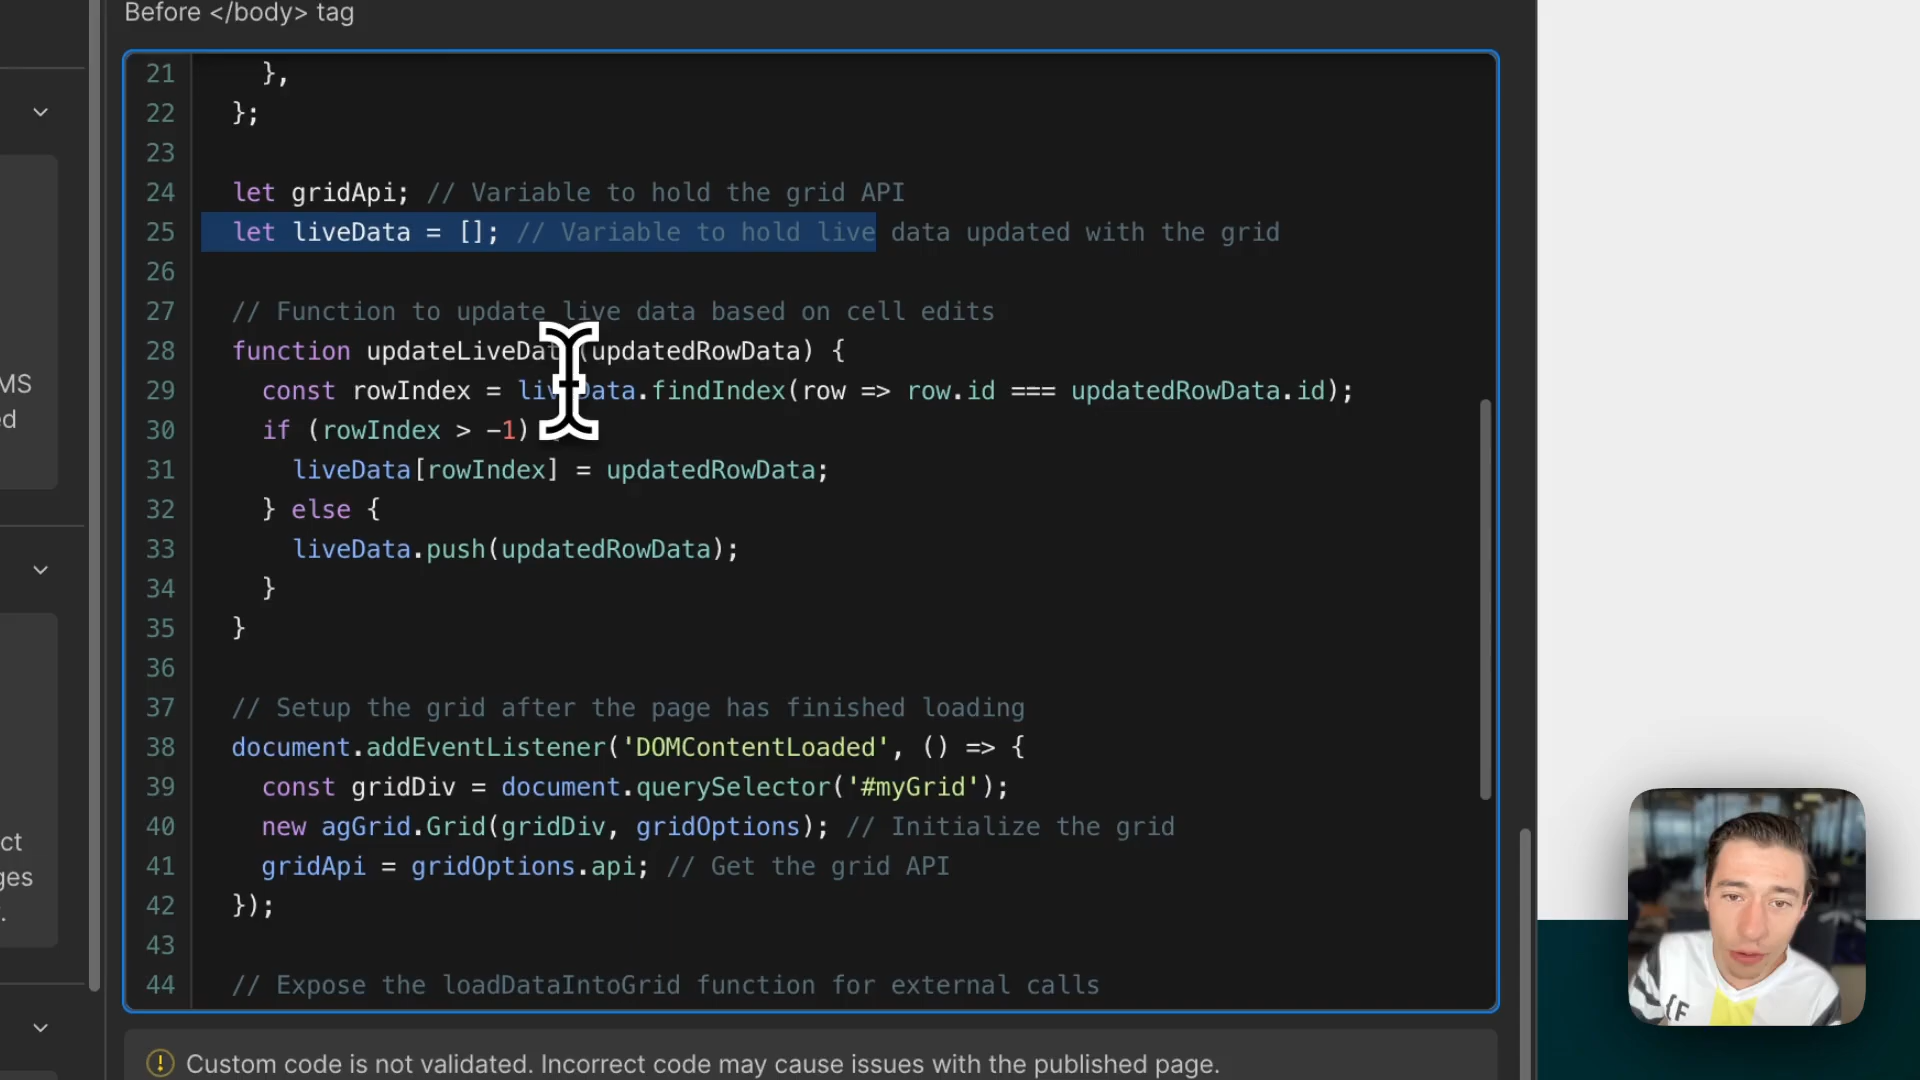 Before </body> tag
21 },
22 };
23
24 let gridApi; // Variable to hold the grid API
25 let liveData = []; // Variable to hold live data updated with the grid
26
27 // Function to update live data based on cell edits
28 function updateLiveDat (updatedRowData) {
29 const rowIndex = liveData.findIndex(row => row.id === updatedRowData.id);
30 if (rowIndex > -1) {
31 liveData[rowIndex] = updatedRowData;
32 } else {
33 liveData.push(updatedRowData);
34 }
35 }
36
37 // Setup the grid after the page has finished loading
38 document.addEventListener('DOMContentLoaded', () => {
39 const gridDiv = document.querySelector('#myGrid');
40 new agGrid.Grid(gridDiv, gridOptions); // Initialize the grid
41 gridApi = gridOptions.api; // Get the grid API
42 });
43
44 // Expose the loadDataIntoGrid function for external calls
Custom code is not validated. Incorrect code may cause issues with the published page.
MS
d
ct
ges
.
{F